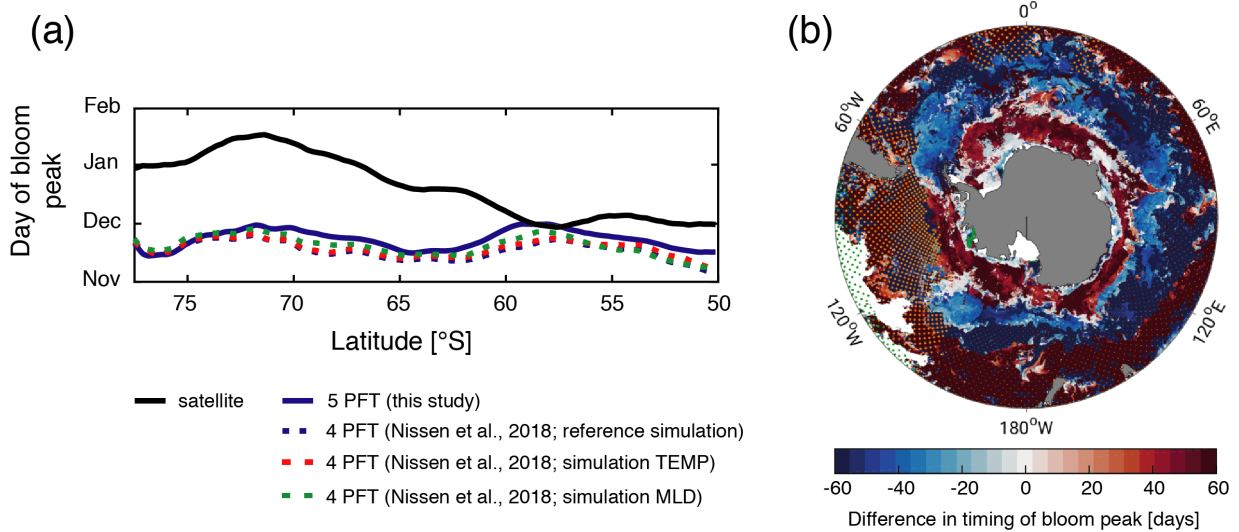 (a)
Day of bloom
peak
Feb
Jan
Dec
Nov
75
70
65
60
55
50
Latitude [°S]
satellite
5 PFT (this study)
4 PFT (Nissen et al., 2018; reference simulation)
4 PFT (Nissen et al., 2018; simulation TEMP)
4 PFT (Nissen et al., 2018; simulation MLD)
(b)
0°
60°W
60°E
120°W
120°E
180°W
-60 -40 -20 0 20 40 60
Difference in timing of bloom peak [days]